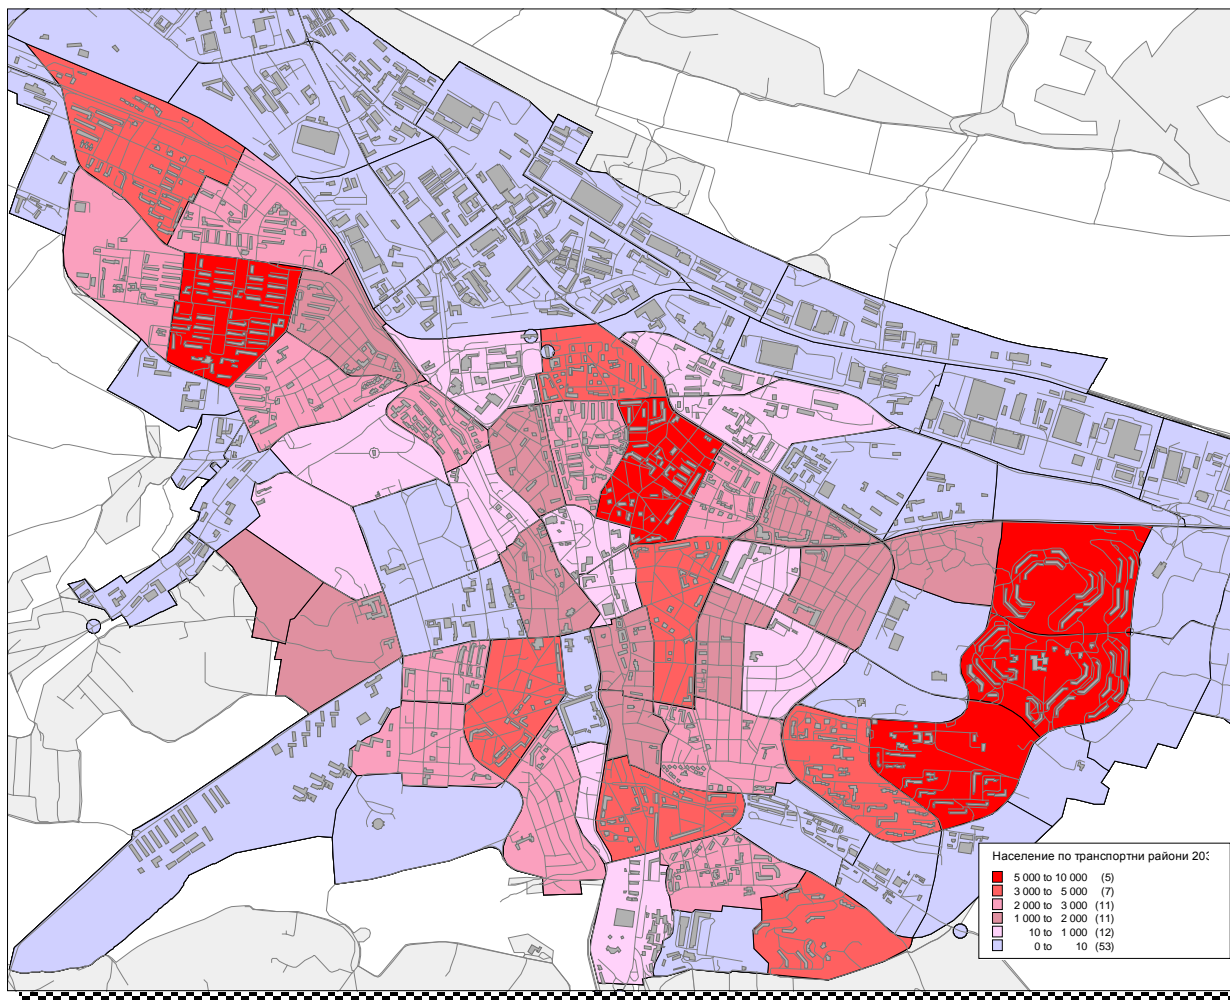 Население по транспортни райони 203
5 000 to 10 000 (5)
3 000 to 5 000 (7)
2 000 to 3 000 (11)
1 000 to 2 000 (11)
10 to 1 000 (12)
0 to 10 (53)